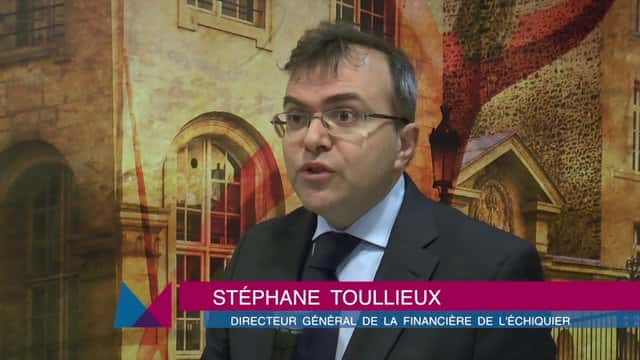 STÉPHANE TOULLIEUX
DIRECTEUR GÉNÉRAL DE LA FINANCIÈRE DE L'ÉCHIQUIER